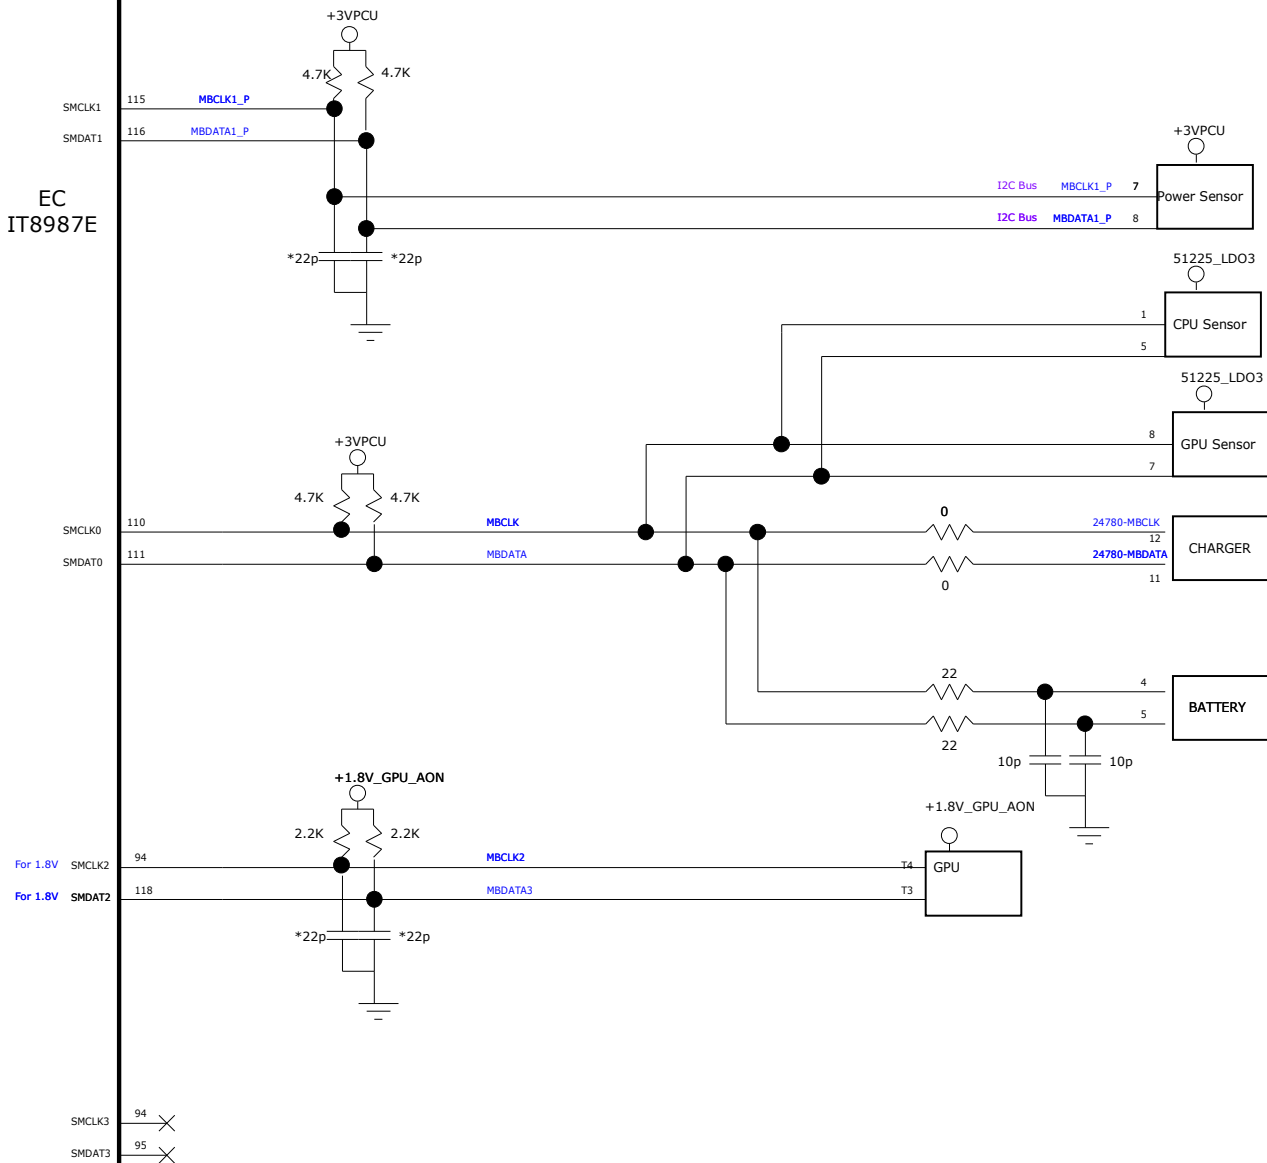 +3VPCU
4.7K
4.7K
SMCLK1
115
MBCLK1_P
SMDAT1
116
MBDATA1_P
EC
IT8987E
+3VPCU
I2C Bus
MBCLK1_P
7
Power Sensor
I2C Bus
MBDATA1_P
8
*22p
*22p
51225_LDO3
1
CPU Sensor
5
51225_LDO3
8
GPU Sensor
7
+3VPCU
4.7K
4.7K
SMCLK0
110
MBCLK
0
24780-MBCLK
12
CHARGER
SMDAT0
111
MBDATA
24780-MBDATA
0
11
22
4
BATTERY
5
22
10p
10p
+1.8V_GPU_AON
2.2K
2.2K
+1.8V_GPU_AON
For 1.8V
SMCLK2
94
MBCLK2
T4
GPU
For 1.8V
SMDAT2
118
MBDATA3
T3
*22p
*22p
SMCLK3
94
SMDAT3
95